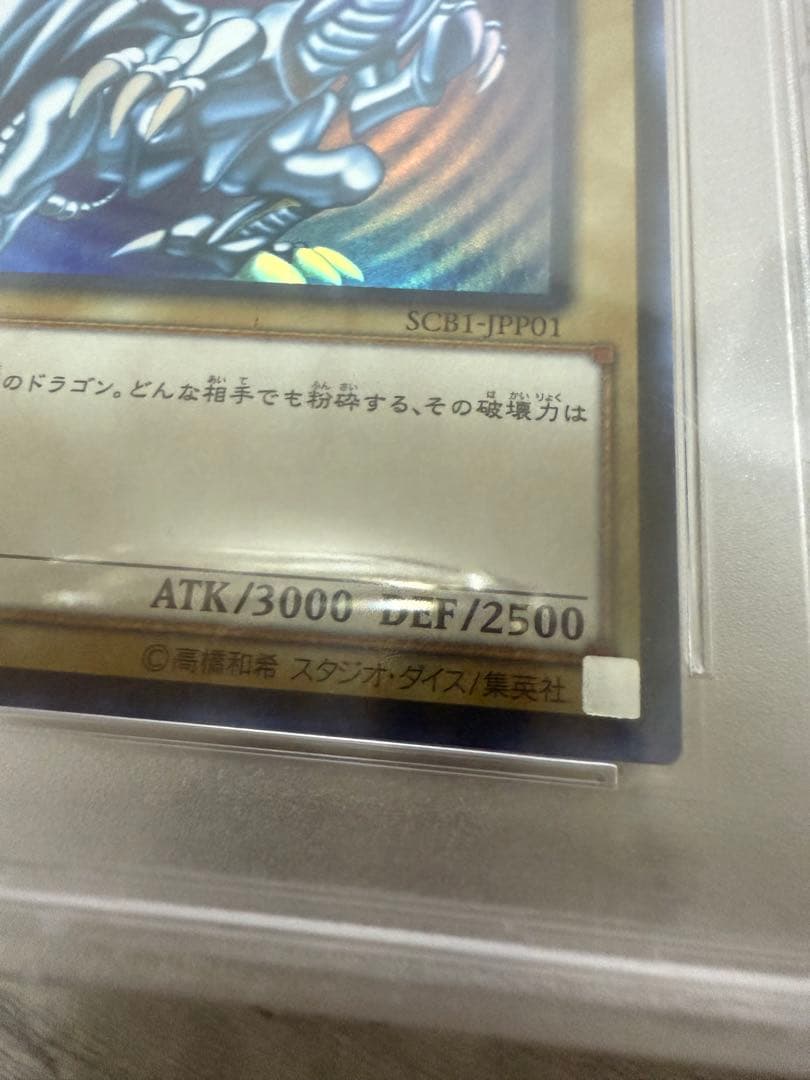 SCB1-JPP01
のドラゴン。どんな相手でも粉砕する、その破壊力は
ATK/3000 DEF/2500
©高橋和希 スタジオ・ダイス/集英社